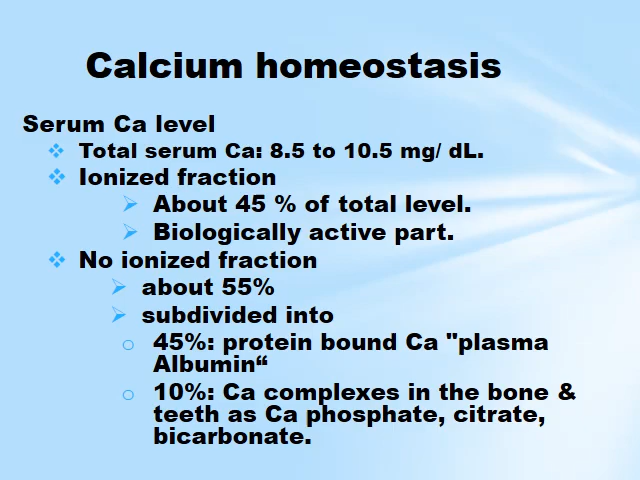 Calcium homeostasis
Serum Ca level
❖ Total serum Ca: 8.5 to 10.5 mg/ dL.
❖ Ionized fraction
➢ About 45 % of total level.
➢ Biologically active part.
❖ No ionized fraction
➢ about 55%
➢ subdivided into
○ 45%: protein bound Ca "plasma
Albumin“
○ 10%: Ca complexes in the bone &
teeth as Ca phosphate, citrate,
bicarbonate.